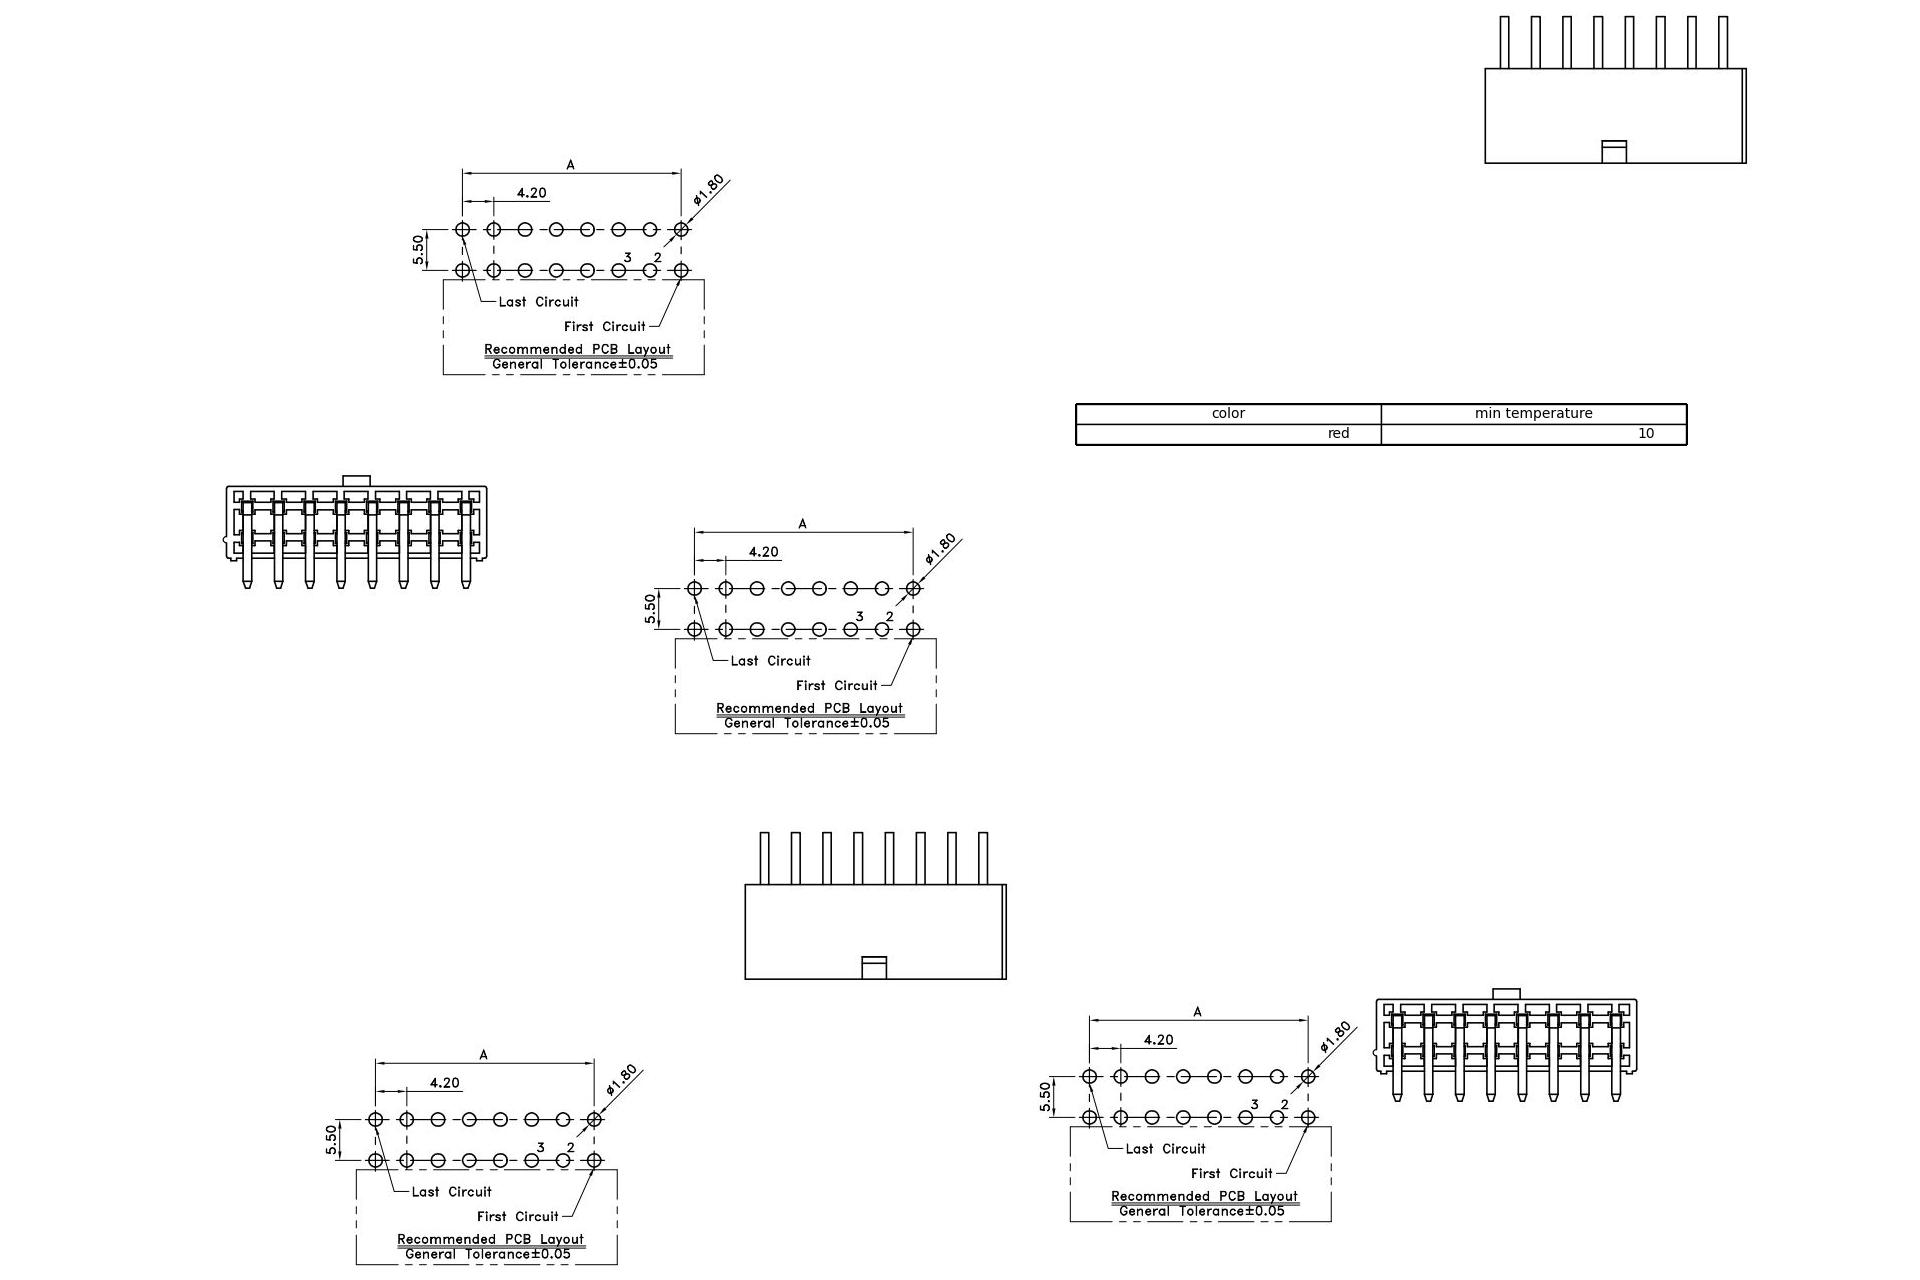 A
4.20
ø1.80
5.50
3 2
Last Circuit
First Circuit
Recommended PCB Layout
General Tolerance±0.05
color min temperature
red 10
A
4.20
ø1.80
5.50
3 2
Last Circuit
First Circuit
Recommended PCB Layout
General Tolerance±0.05
A
4.20
ø1.80
5.50
3 2
Last Circuit
First Circuit
Recommended PCB Layout
General Tolerance±0.05
A
4.20
ø1.80
5.50
3 2
Last Circuit
First Circuit
Recommended PCB Layout
General Tolerance±0.05